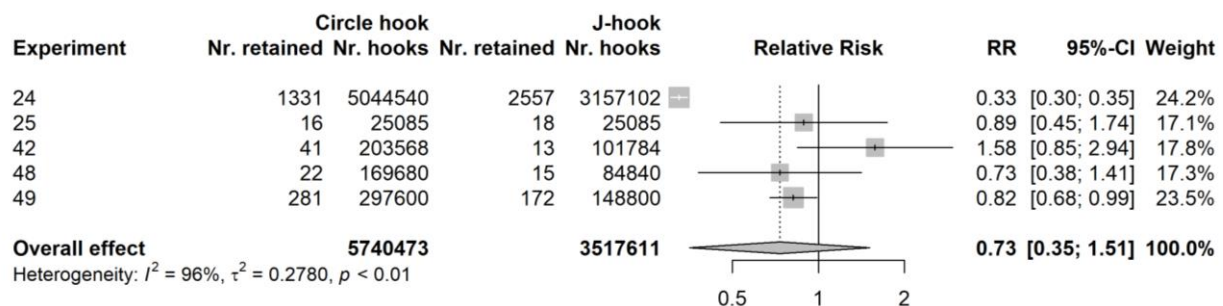 Circle hook J-hook
Experiment Nr. retained Nr. hooks Nr. retained Nr. hooks Relative Risk RR 95%-CI Weight
24 1331 5044540 2557 3157102 0.33 [0.30; 0.35] 24.2%
25 16 25085 18 25085 0.89 [0.45; 1.74] 17.1%
42 41 203568 13 101784 1.58 [0.85; 2.94] 17.8%
48 22 169680 15 84840 0.73 [0.38; 1.41] 17.3%
49 281 297600 172 148800 0.82 [0.68; 0.99] 23.5%
Overall effect 5740473 3517611 0.73 [0.35; 1.51] 100.0%
Heterogeneity: I² = 96%, τ² = 0.2780, p < 0.01
0.5 1 2